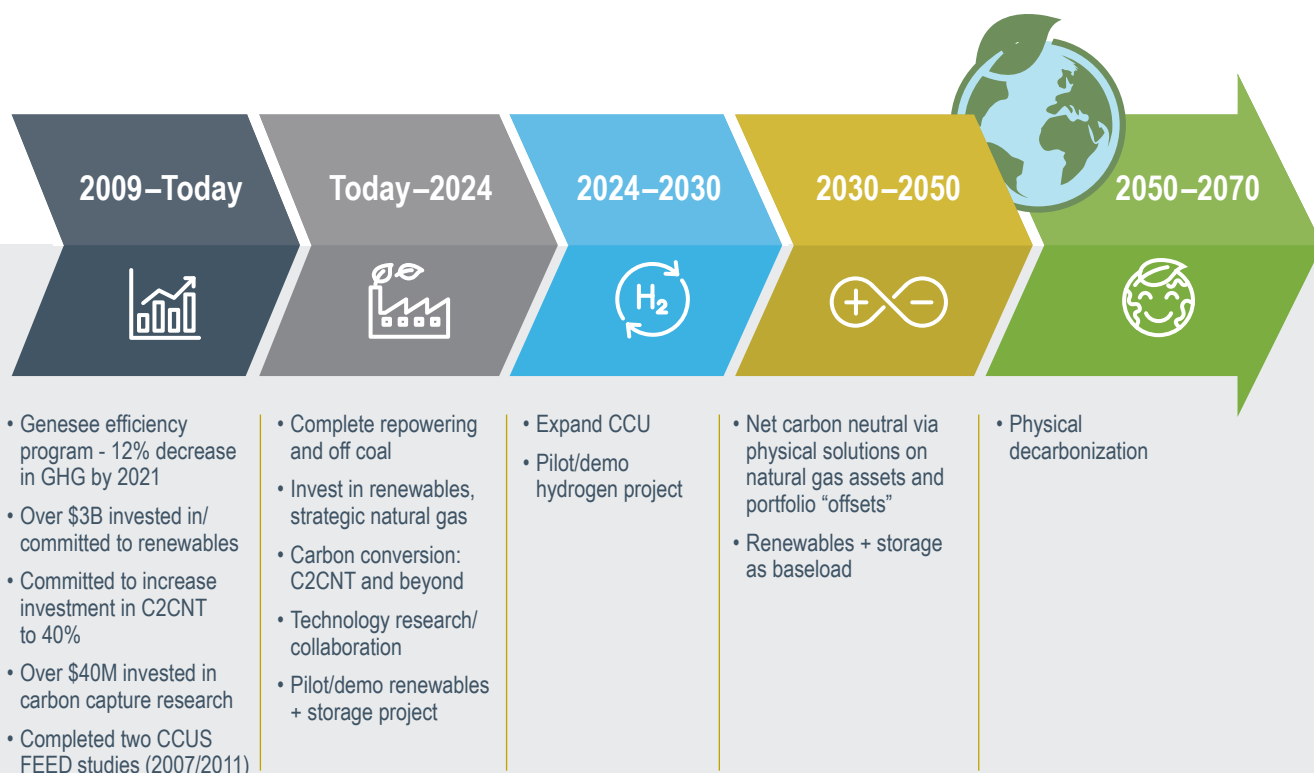 2009–Today
Today–2024
2024–2030
2030–2050
2050–2070
H2
+ −
• Genesee efficiency
program - 12% decrease
in GHG by 2021
• Over $3B invested in/
committed to renewables
• Committed to increase
investment in C2CNT
to 40%
• Over $40M invested in
carbon capture research
• Completed two CCUS
FEED studies (2007/2011)
• Complete repowering
and off coal
• Invest in renewables,
strategic natural gas
• Carbon conversion:
C2CNT and beyond
• Technology research/
collaboration
• Pilot/demo renewables
+ storage project
• Expand CCU
• Pilot/demo
hydrogen project
• Net carbon neutral via
physical solutions on
natural gas assets and
portfolio “offsets”
• Renewables + storage
as baseload
• Physical
decarbonization